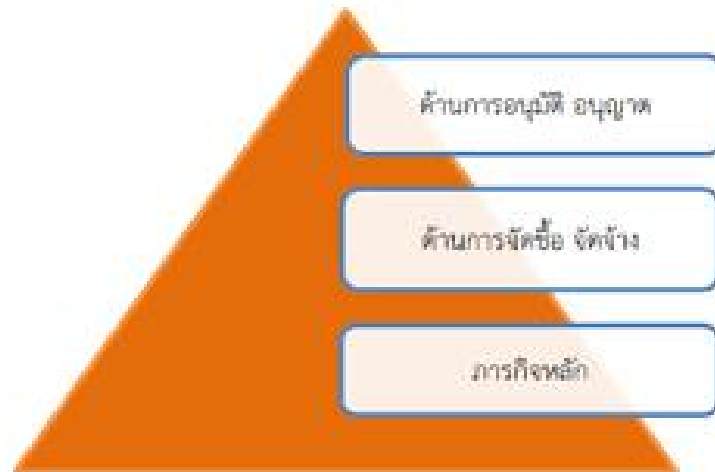 ด้านการอนุมัติ อนุญาต
ด้านการจัดซื้อ จัดจ้าง
ภารกิจหลัก